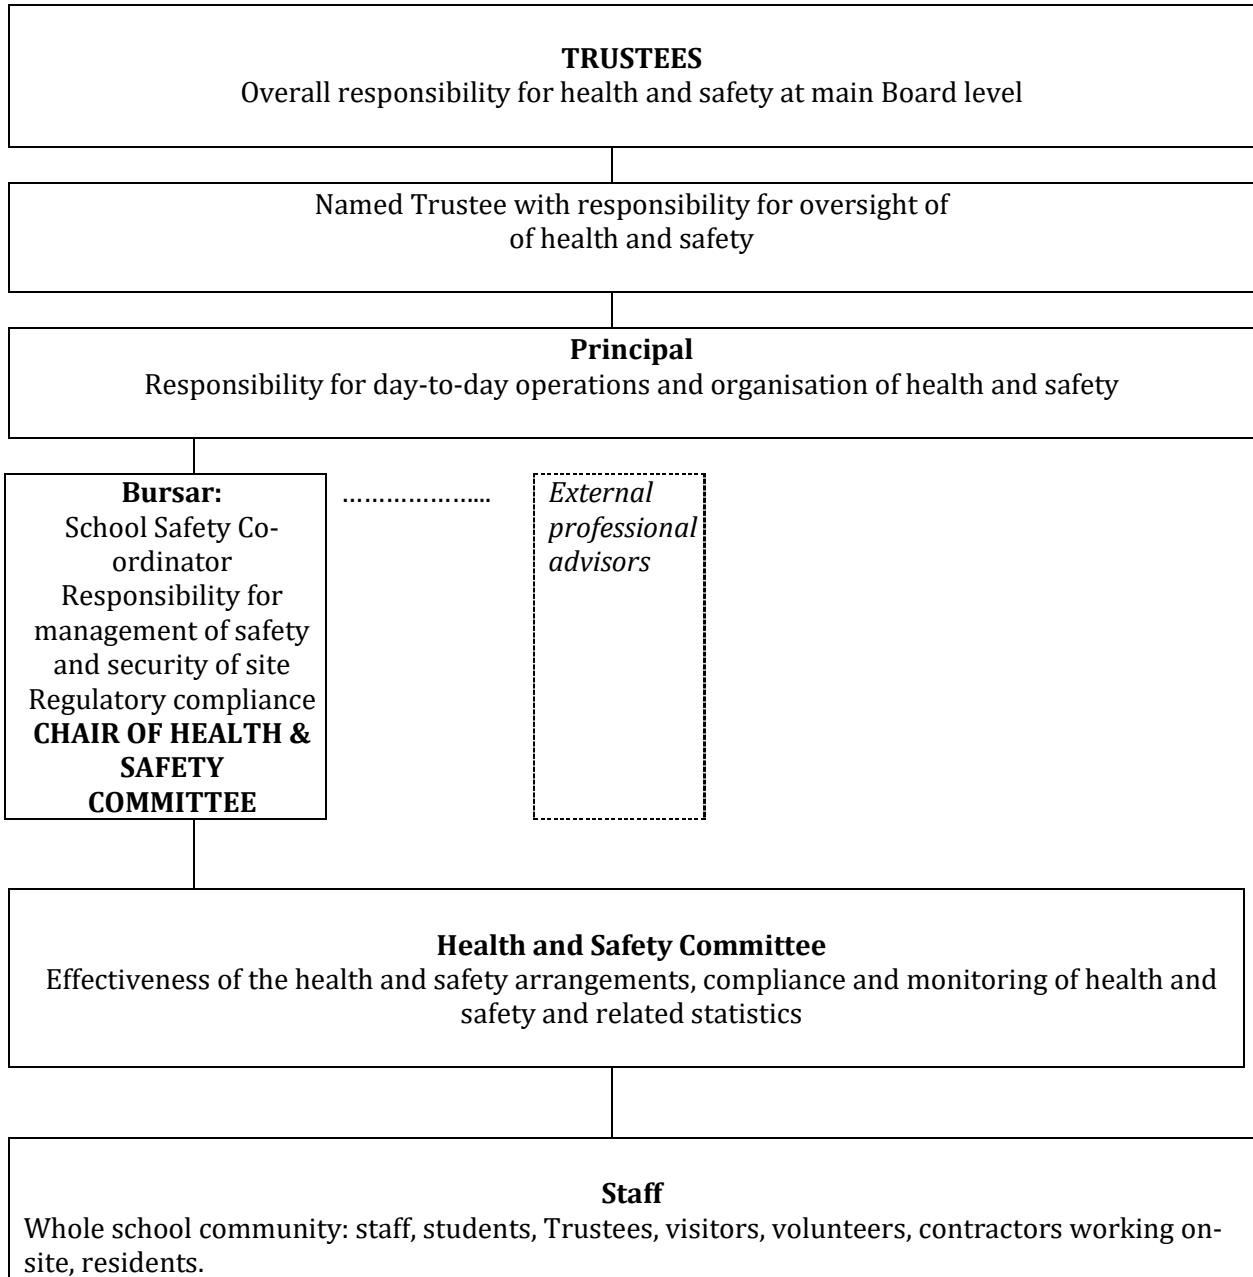 TRUSTEES
Overall responsibility for health and safety at main Board level
Named Trustee with responsibility for oversight of
of health and safety
Principal
Responsibility for day-to-day operations and organisation of health and safety
Bursar:
School Safety Co-
ordinator
Responsibility for
management of safety
and security of site
Regulatory compliance
CHAIR OF HEALTH &
SAFETY
COMMITTEE
………………...
External
professional
advisors
Health and Safety Committee
Effectiveness of the health and safety arrangements, compliance and monitoring of health and
safety and related statistics
Staff
Whole school community: staff, students, Trustees, visitors, volunteers, contractors working on-
site, residents.